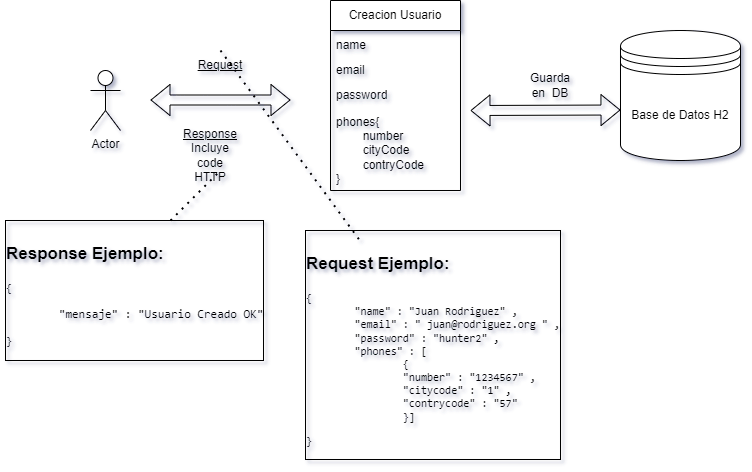 Creacion Usuario
name
email
password
phones{
number
cityCode
contryCode
}
Request
Actor
Response
Incluye
code
HTTP
Guarda
en DB
Base de Datos H2
Response Ejemplo:
{
"mensaje" : "Usuario Creado OK"
}
Request Ejemplo:
{
"name" : "Juan Rodriguez" ,
"email" : " juan@rodriguez.org " ,
"password" : "hunter2" ,
"phones" : [
{
"number" : "1234567" ,
"citycode" : "1" ,
"contrycode" : "57"
}]
}